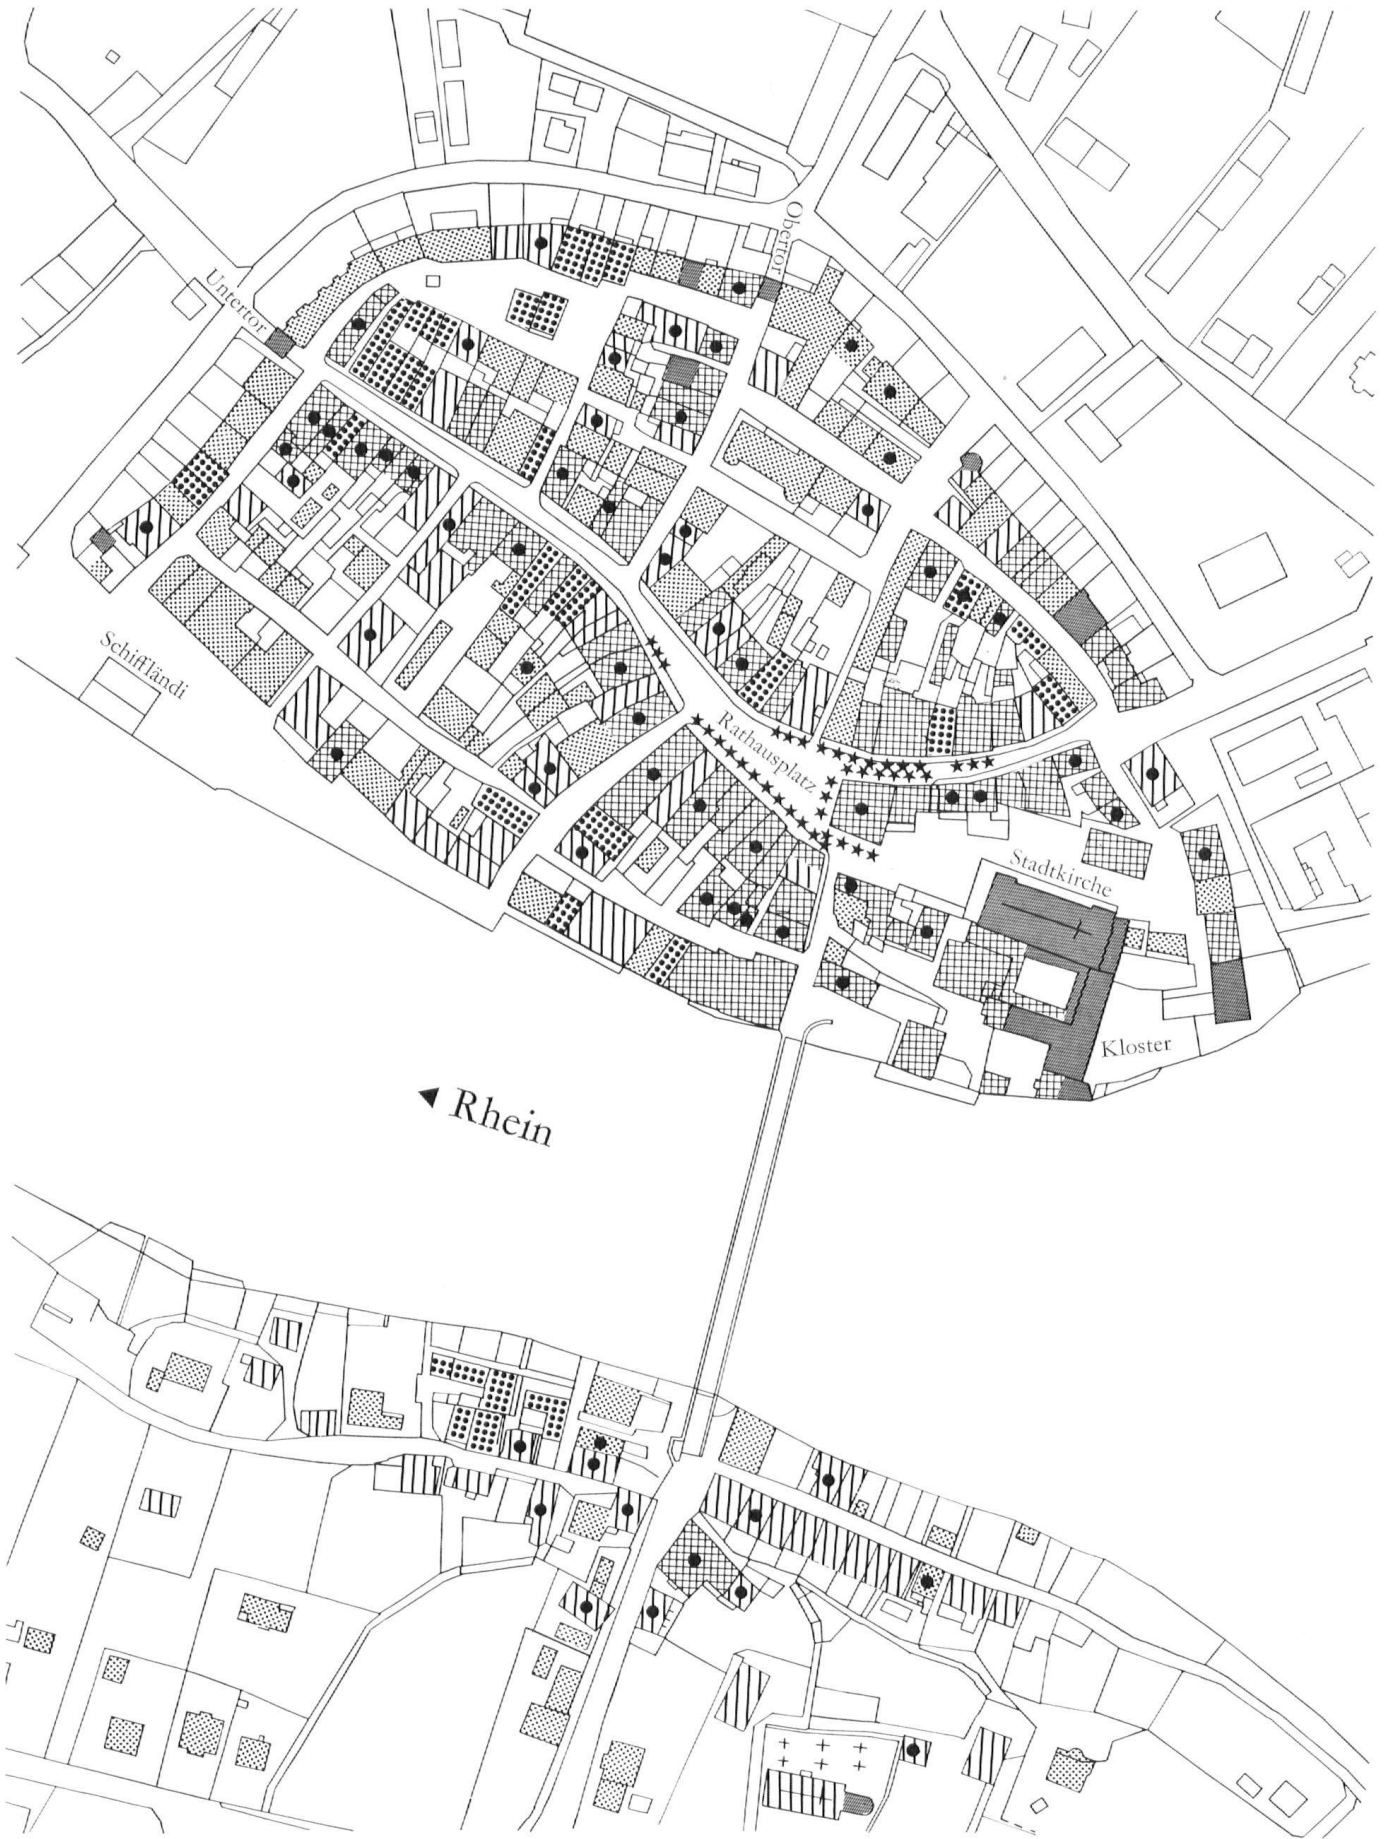 Obertor
Untertor
Schiffländi
Rathausplatz
Stadtkirche
Kloster
Rhein